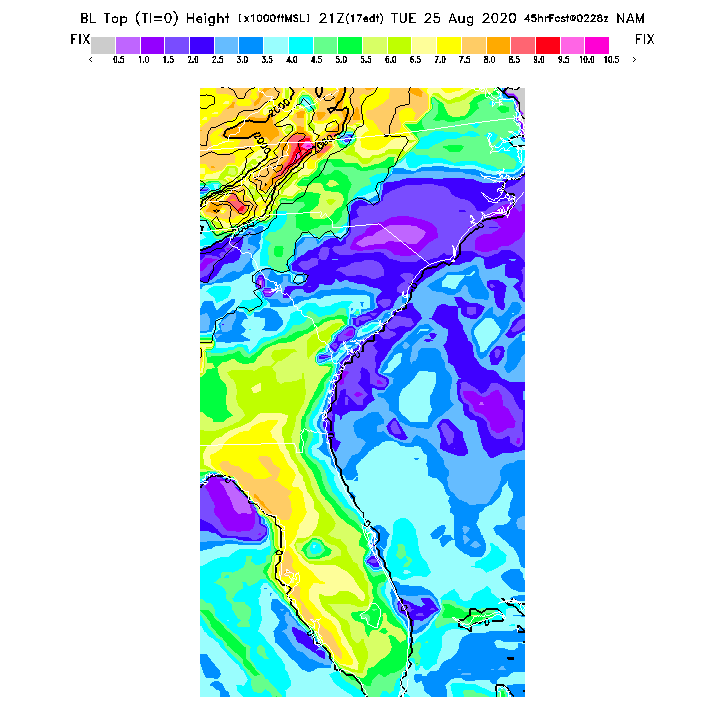 BL Top (TI=0) Height [x1000ftMSL] 21Z(17edt) TUE 25 Aug 2020 45hrFcst@0228z NAM
FIX FIX
< 0.5 1.0 1.5 2.0 2.5 3.0 3.5 4.0 4.5 5.0 5.5 6.0 6.5 7.0 7.5 8.0 8.5 9.0 9.5 10.0 10.5 >
2000
2000